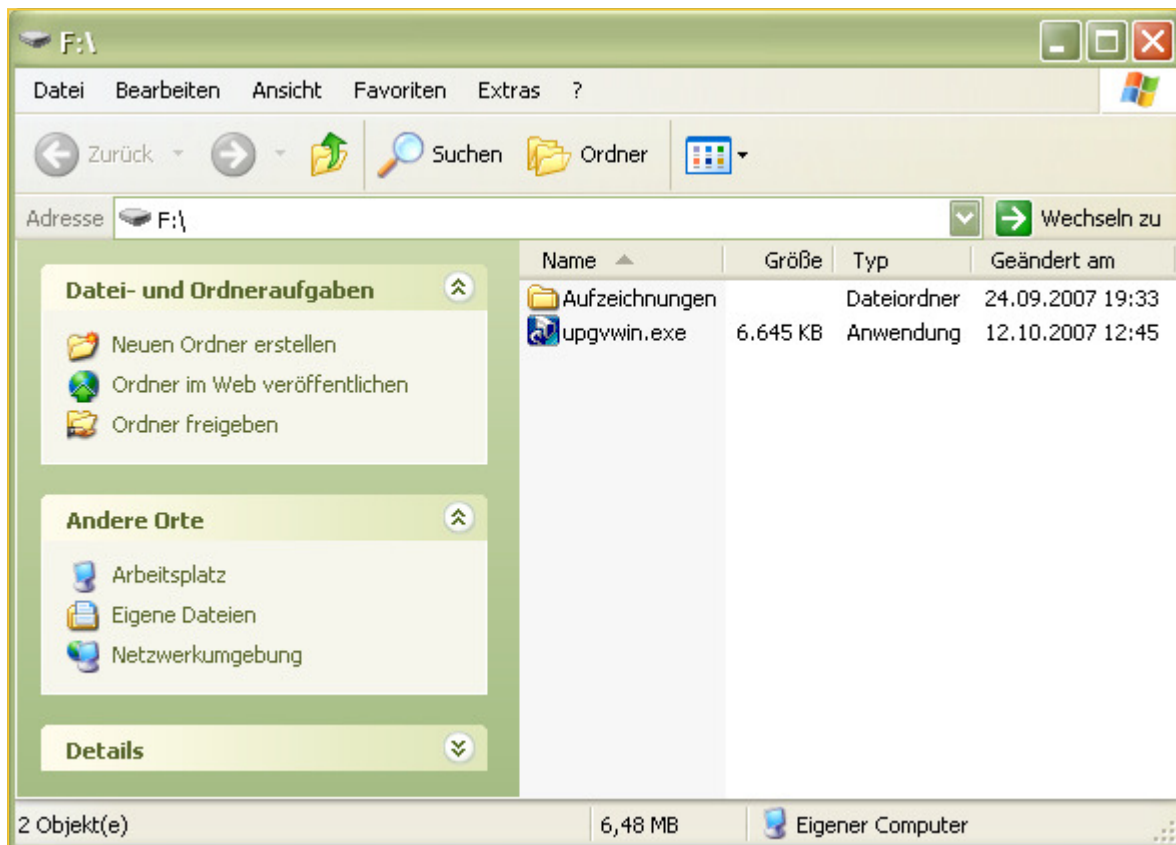 F:\
Datei Bearbeiten Ansicht Favoriten Extras ?
Zurück Suchen Ordner
Adresse F:\ Wechseln zu
Datei- und Ordneraufgaben
Neuen Ordner erstellen
Ordner im Web veröffentlichen
Ordner freigeben
Andere Orte
Arbeitsplatz
Eigene Dateien
Netzwerkumgebung
Details
Name Größe Typ Geändert am
Aufzeichnungen Dateiordner 24.09.2007 19:33
upgvwin.exe 6.645 KB Anwendung 12.10.2007 12:45
2 Objekt(e) 6,48 MB Eigener Computer